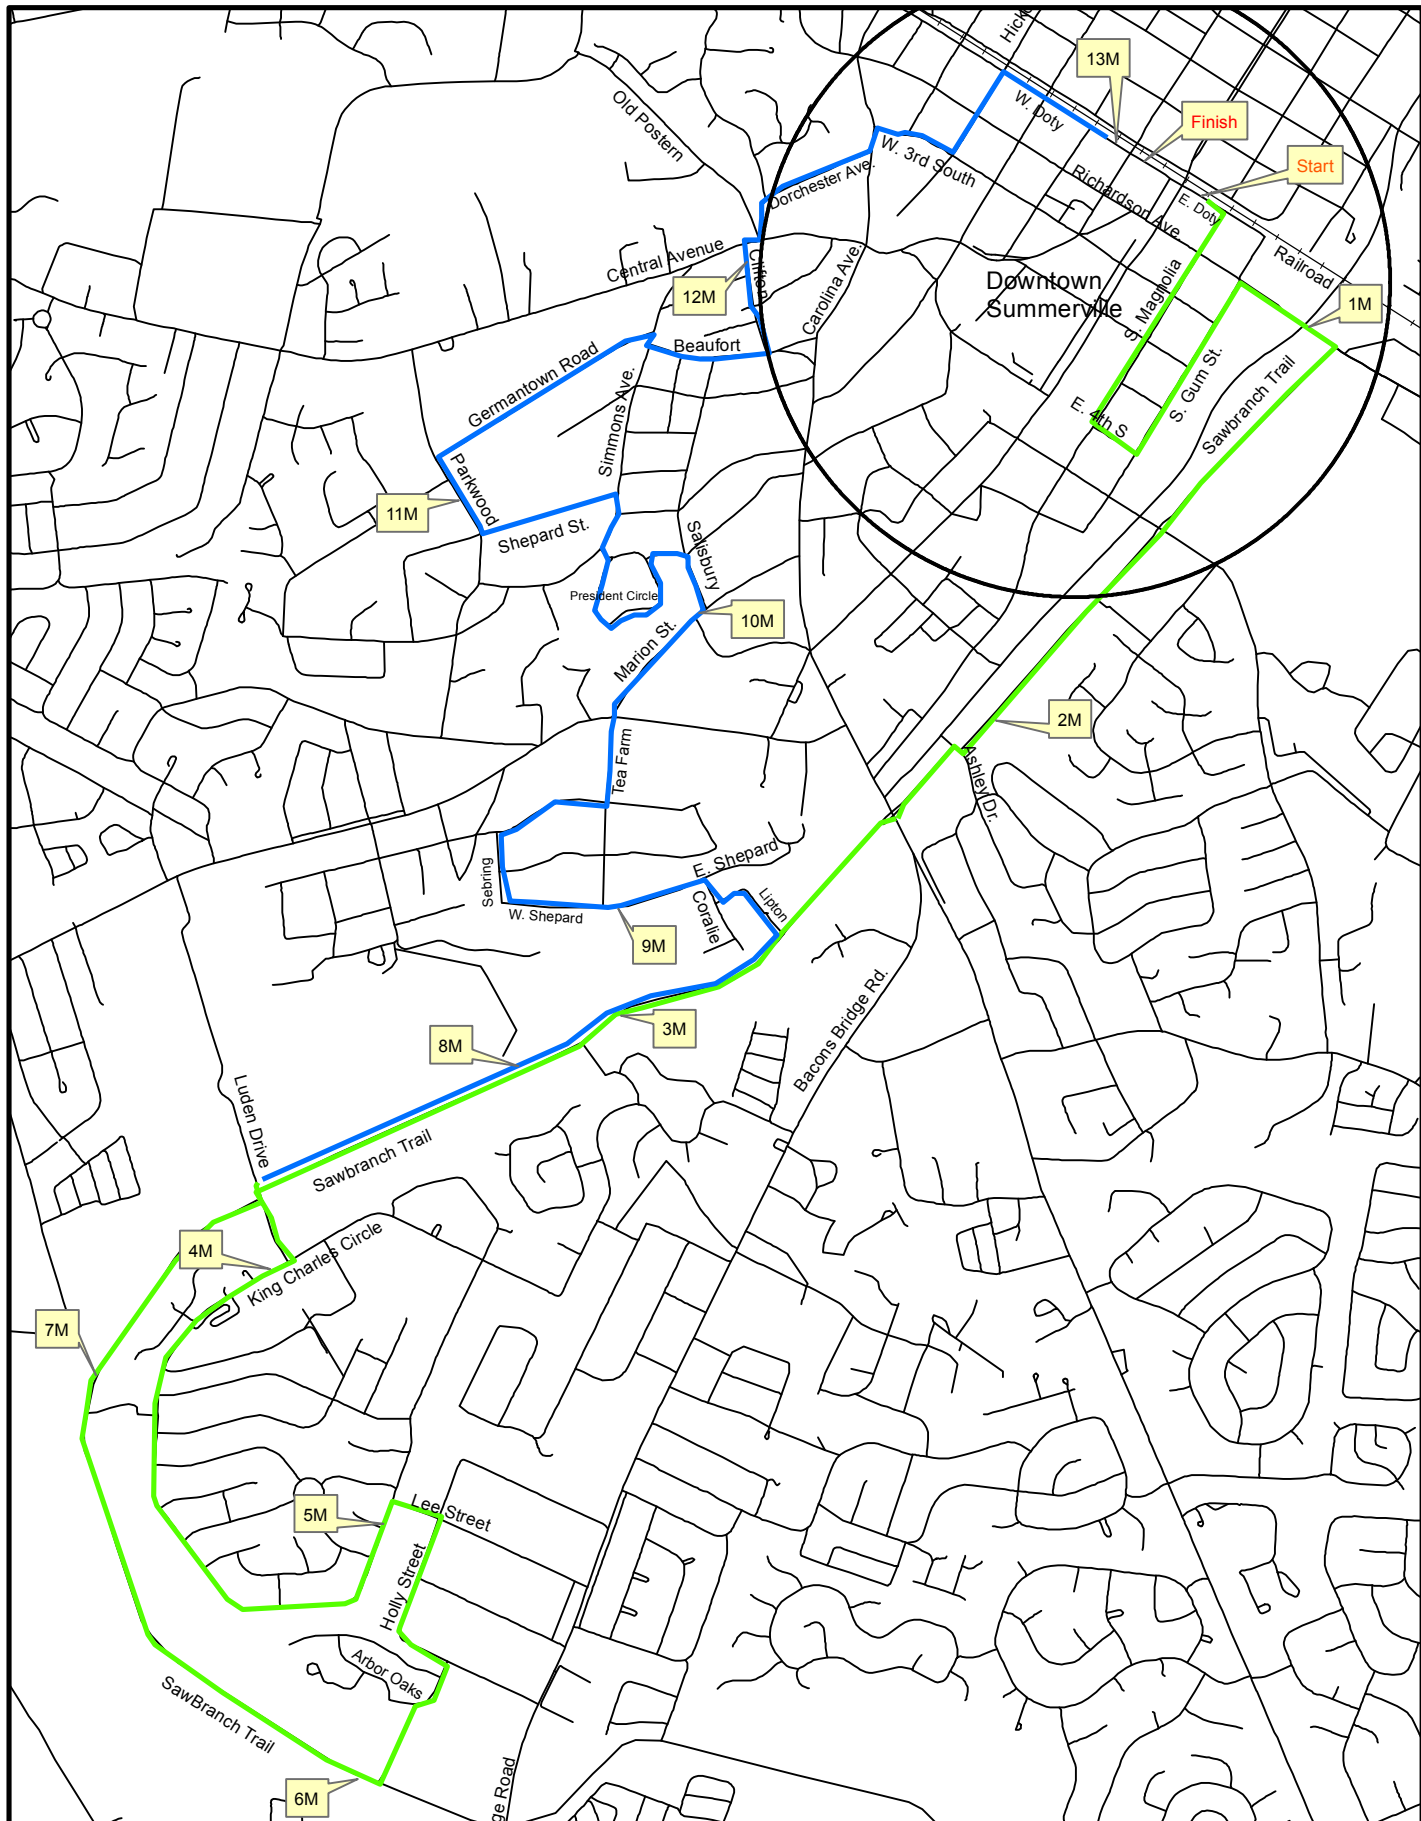 Hick
13M
Old Postern
W. Doty
Finish
W. 3rd South
Start
Dorchester Ave.
Richardson Ave.
E. Doty
Central Avenue
Clifton
Carolina Ave.
Railroad
Downtown
Summerville
12M
S. Magnolia
1M
Germantown Road
Beaufort
Simmons Ave.
E. 4th S
S. Gum St.
Sawbranch Trail
Parkwood
11M
Shepard St.
Salisbury
President Circle
10M
Marion St.
2M
Tea Farm
Ashley Dr.
Sebring
W. Shepard
E. Shepard
Coralie
Lipton
9M
3M
8M
Bacons Bridge Rd.
Luden Drive
Sawbranch Trail
4M
King Charles Circle
7M
5M
Lee Street
Holly Street
Arbor Oaks
SawBranch Trail
6M
ge Road